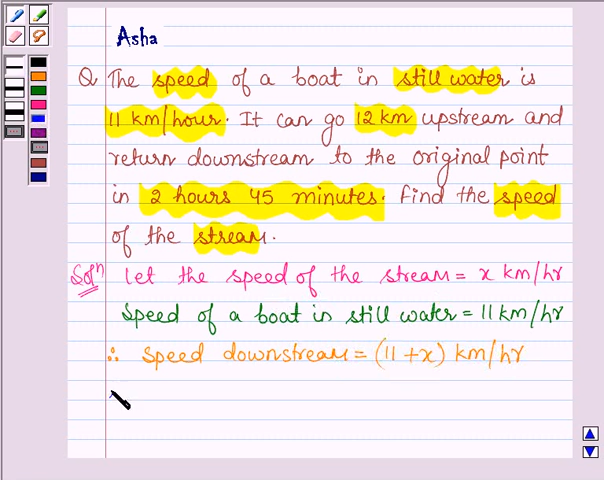 Asha
Q The speed of a boat in still water is
11 km/hour. It can go 12 km upstream and
return downstream to the original point
in 2 hours 45 minutes. Find the speed
of the stream.
Solⁿ Let the speed of the stream = x km/hr
Speed of a boat in still water = 11 km/hr
∴ Speed downstream = (11 + x) km/hr